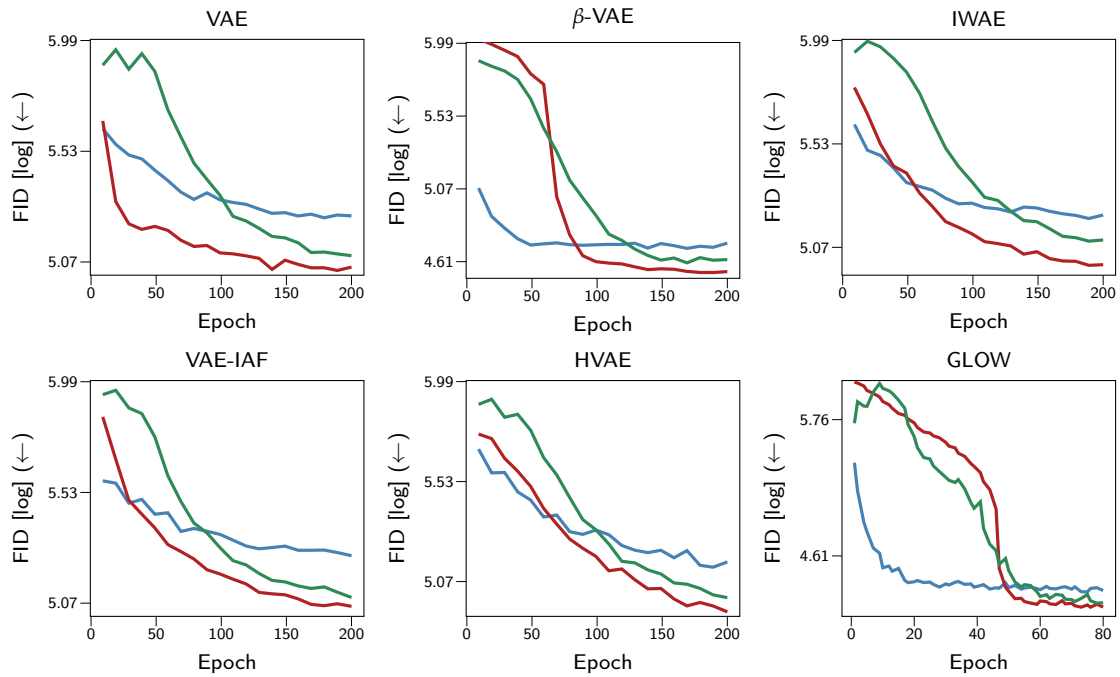 VAE
5.99
5.53
5.07
0 50 100 150 200
FID [log] (←)
Epoch
β-VAE
5.99
5.53
5.07
4.61
0 50 100 150 200
FID [log] (←)
Epoch
IWAE
5.99
5.53
5.07
0 50 100 150 200
FID [log] (←)
Epoch
VAE-IAF
5.99
5.53
5.07
0 50 100 150 200
FID [log] (←)
Epoch
HVAE
5.99
5.53
5.07
0 50 100 150 200
FID [log] (←)
Epoch
GLOW
5.76
4.61
0 20 40 60 80
FID [log] (←)
Epoch